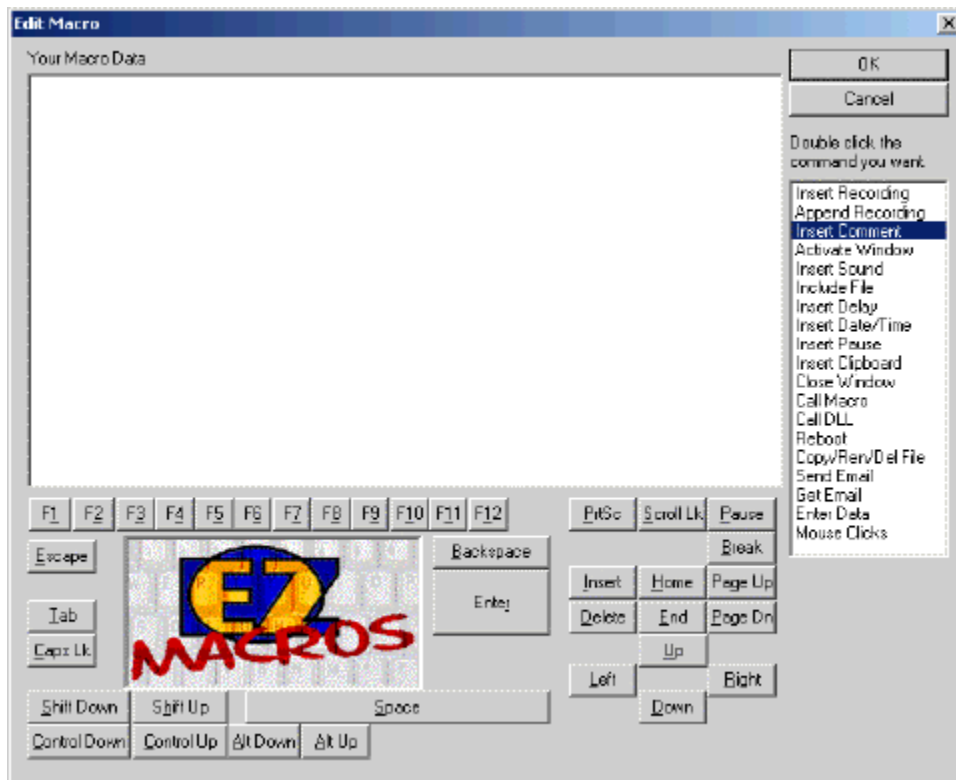 Edit Macro
Your Macro Data
OK
Cancel
Double click the
command you want
Insert Recording
Append Recording
Insert Comment
Activate Window
Insert Sound
Include File
Insert Delay
Insert Date/Time
Insert Pause
Insert Clipboard
Close Window
Call Macro
Call DLL
Reboot
Copy/Ren/Del File
Send Email
Get Email
Enter Data
Mouse Clicks
F1 F2 F3 F4 F5 F6 F7 F8 F9 F10 F11 F12
PrtSc Scroll Lk Pause
Escape
Backspace
Break
EZ
MACROS
Enter
Insert Home Page Up
Tab
Delete End Page Dn
Caps Lk
Up
Left Right
Shift Down Shift Up Space
Down
Control Down Control Up Alt Down Alt Up